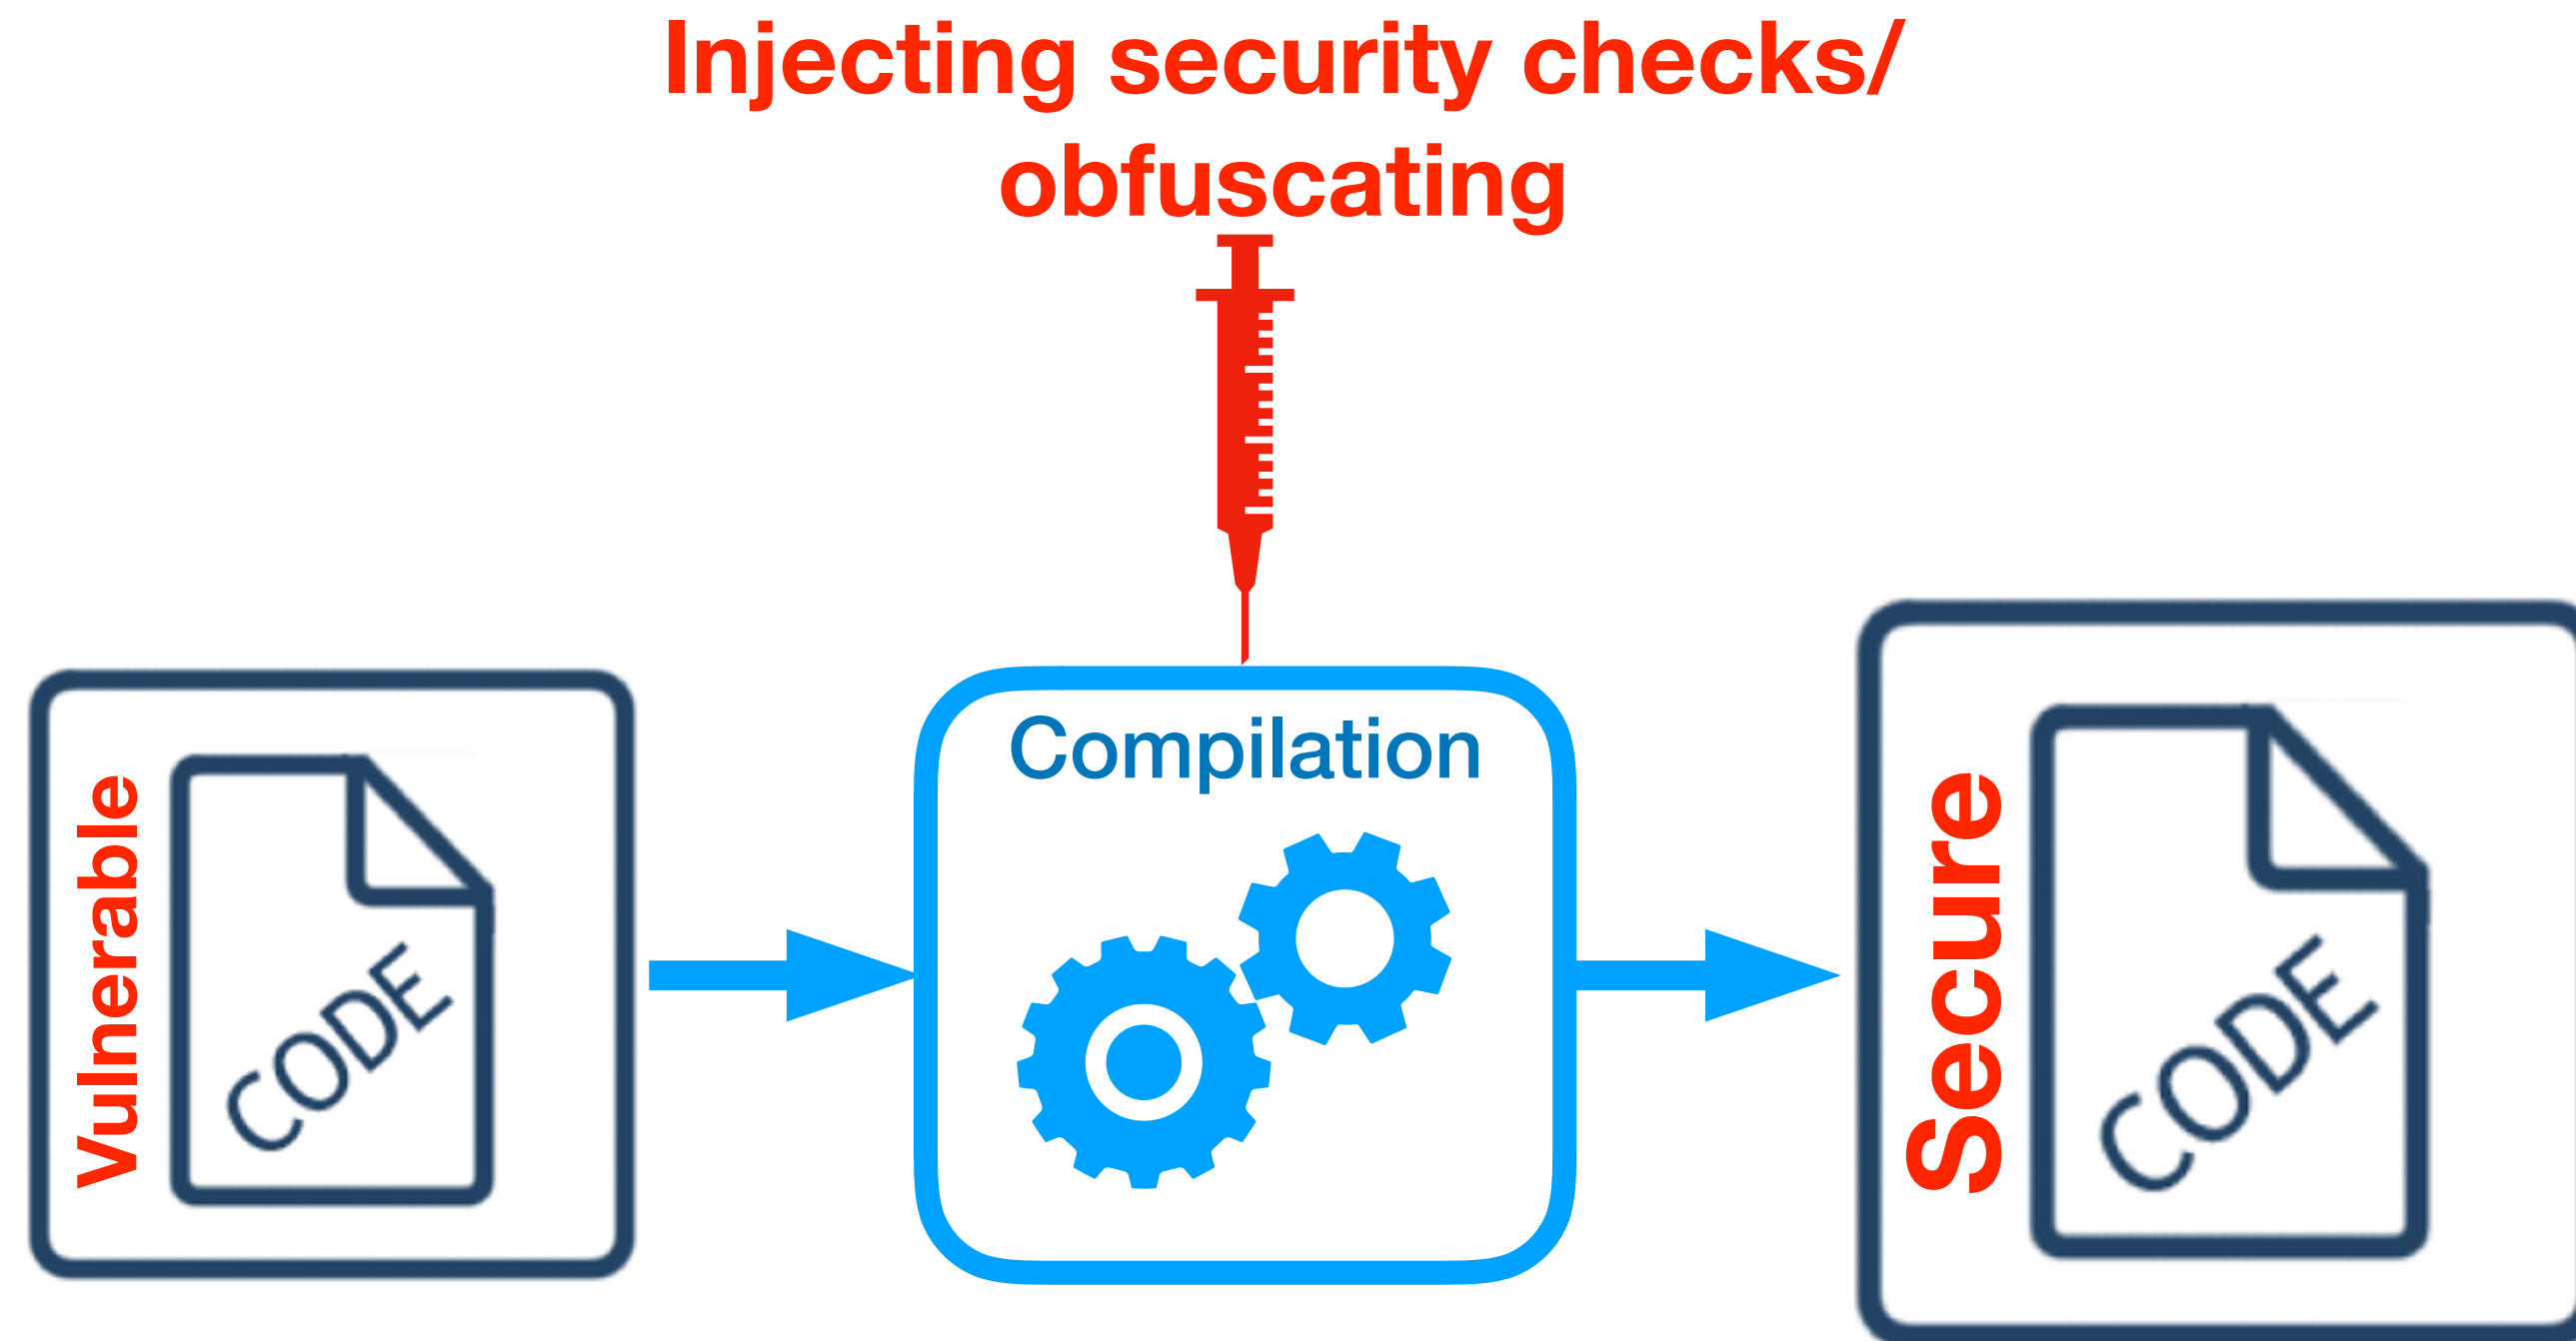 Injecting security checks/
obfuscating
Vulnerable
CODE
Compilation
Secure
CODE